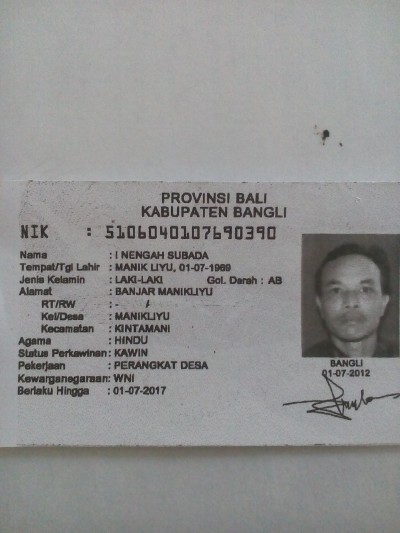 PROVINSI BALI
KABUPATEN BANGLI
NIK : 5106040107690390
Nama : I NENGAH SUBADA
Tempat/Tgl Lahir : MANIK LIYU, 01-07-1969
Jenis Kelamin : LAKI-LAKI Gol. Darah : AB
Alamat : BANJAR MANIKLIYU
RT/RW : - /
Kel/Desa : MANIKLIYU
Kecamatan : KINTAMANI
Agama : HINDU
Status Perkawinan : KAWIN
Pekerjaan : PERANGKAT DESA
Kewarganegaraan: WNI
Berlaku Hingga : 01-07-2017
BANGLI
01-07-2012